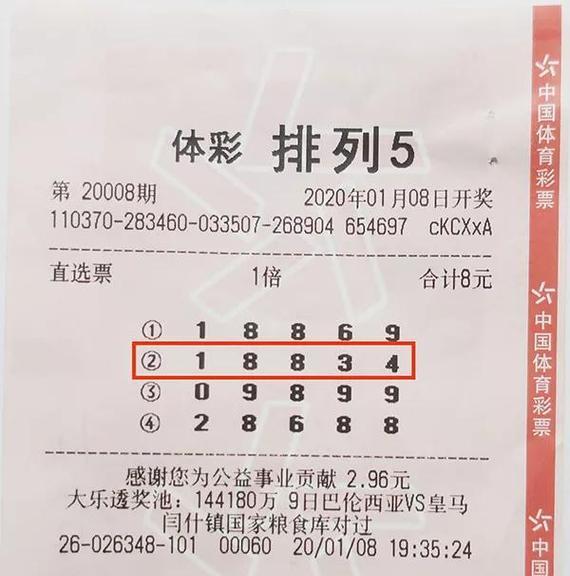 体彩 排列5
第 20008期 2020年01月08日开奖
110370-283460-033507-268904 654697 cKCXxA
直选票 1倍 合计8元
① 1 8 8 6 9
② 1 8 8 3 4
③ 0 9 8 9 9
④ 2 8 6 8 8
感谢您为公益事业贡献 2.96元
大乐透奖池：144180万 9日巴伦西亚VS皇马
闫什镇国家粮食库对过
26-026348-101 00060 20/01/08 19:35:24
中国体育彩票
中国体育彩票
中国